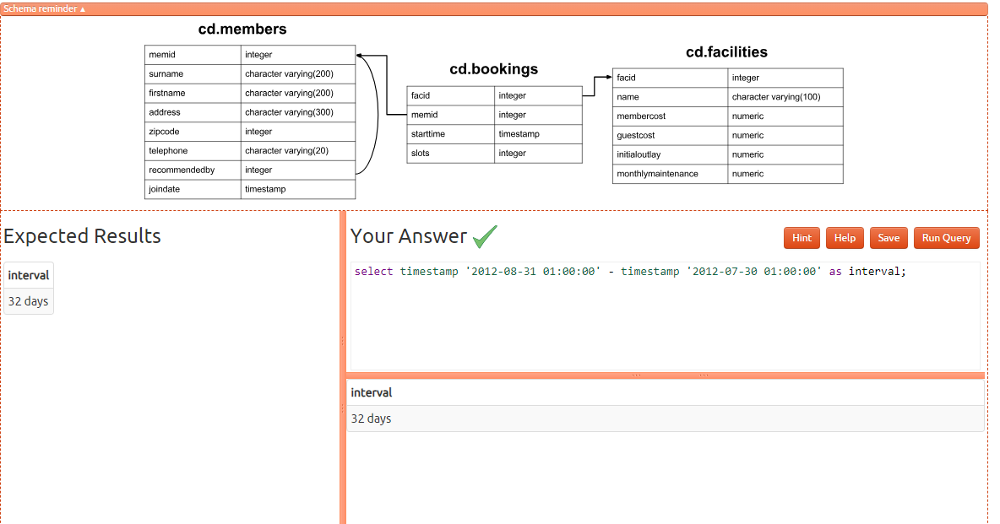 Schema reminder ▲
cd.members
memid integer
surname character varying(200)
firstname character varying(200)
address character varying(300)
zipcode integer
telephone character varying(20)
recommendedby integer
joindate timestamp
cd.bookings
facid integer
memid integer
starttime timestamp
slots integer
cd.facilities
facid integer
name character varying(100)
membercost numeric
guestcost numeric
initialoutlay numeric
monthlymaintenance numeric
Expected Results
interval
32 days
Your Answer
Hint Help Save Run Query
select timestamp '2012-08-31 01:00:00' - timestamp '2012-07-30 01:00:00' as interval;
interval
32 days